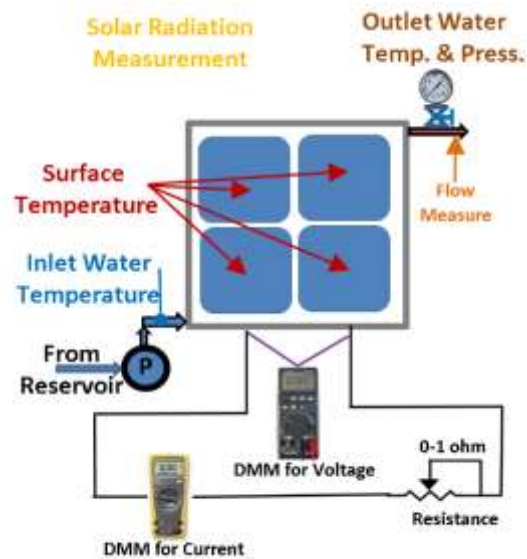 Solar Radiation
Measurement
Outlet Water
Temp. & Press.
Surface
Temperature
Flow
Measure
Inlet Water
Temperature
From
Reservoir
P
DMM for Voltage
0-1 ohm
Resistance
DMM for Current